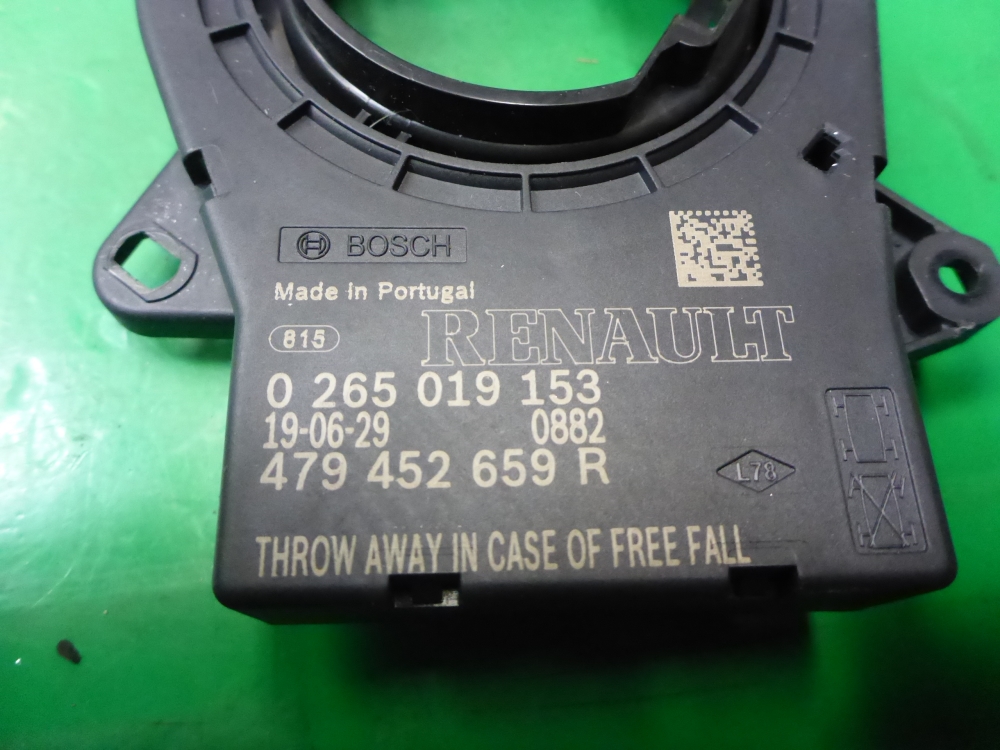 BOSCH
Made in Portugal
815
RENAULT
0 265 019 153
19-06-29 0882
479 452 659 R
L78
THROW AWAY IN CASE OF FREE FALL